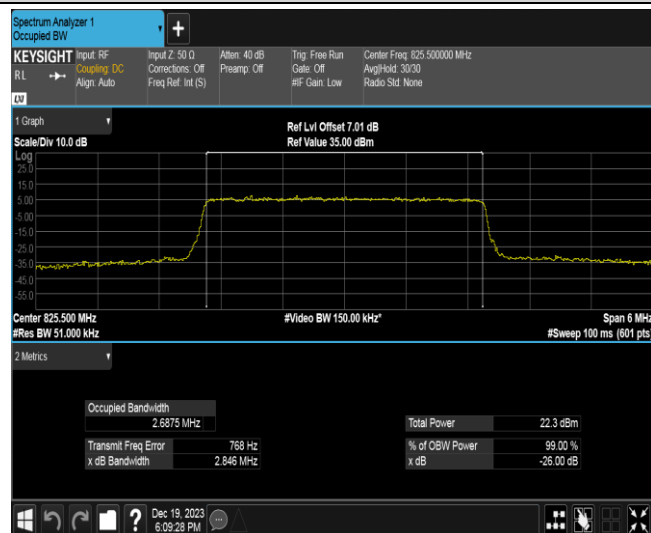 Spectrum Analyzer 1
Occupied BW
+
KEYSIGHT Input: RF Input Z: 50 Ω Atten: 40 dB Trig: Free Run Center Freq: 825.500000 MHz
RL Coupling: DC Corrections: Off Preamp: Off Gate: Off Avg|Hold: 30/30
Align: Auto Freq Ref: Int (S) #IF Gain: Low Radio Std: None
LXI
1 Graph
Ref Lvl Offset 7.01 dB
Scale/Div 10.0 dB Ref Value 35.00 dBm
Log
25.0
15.0
5.00
-5.00
-15.0
-25.0
-35.0
-45.0
-55.0
Center 825.500 MHz #Video BW 150.00 kHz* Span 6 MHz
#Res BW 51.000 kHz #Sweep 100 ms (601 pts)
2 Metrics
Occupied Bandwidth
2.6875 MHz Total Power 22.3 dBm
Transmit Freq Error 768 Hz % of OBW Power 99.00 %
x dB Bandwidth 2.846 MHz x dB -26.00 dB
? Dec 19, 2023
6:09:28 PM